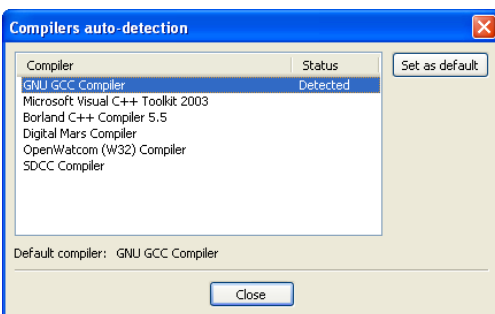 Compilers auto-detection
Compiler Status
Set as default
GNU GCC Compiler Detected
Microsoft Visual C++ Toolkit 2003
Borland C++ Compiler 5.5
Digital Mars Compiler
OpenWatcom (W32) Compiler
SDCC Compiler
Default compiler: GNU GCC Compiler
Close